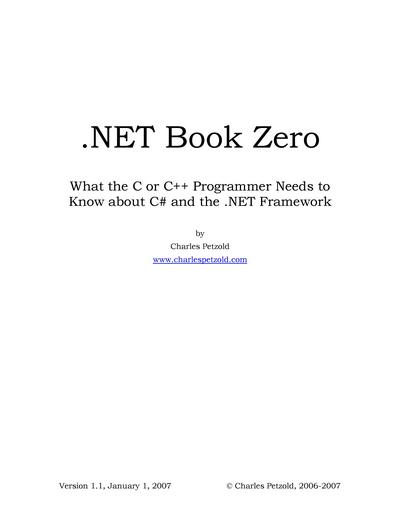 .NET Book Zero
What the C or C++ Programmer Needs to
Know about C# and the .NET Framework
by
Charles Petzold
www.charlespetzold.com
Version 1.1, January 1, 2007 © Charles Petzold, 2006-2007